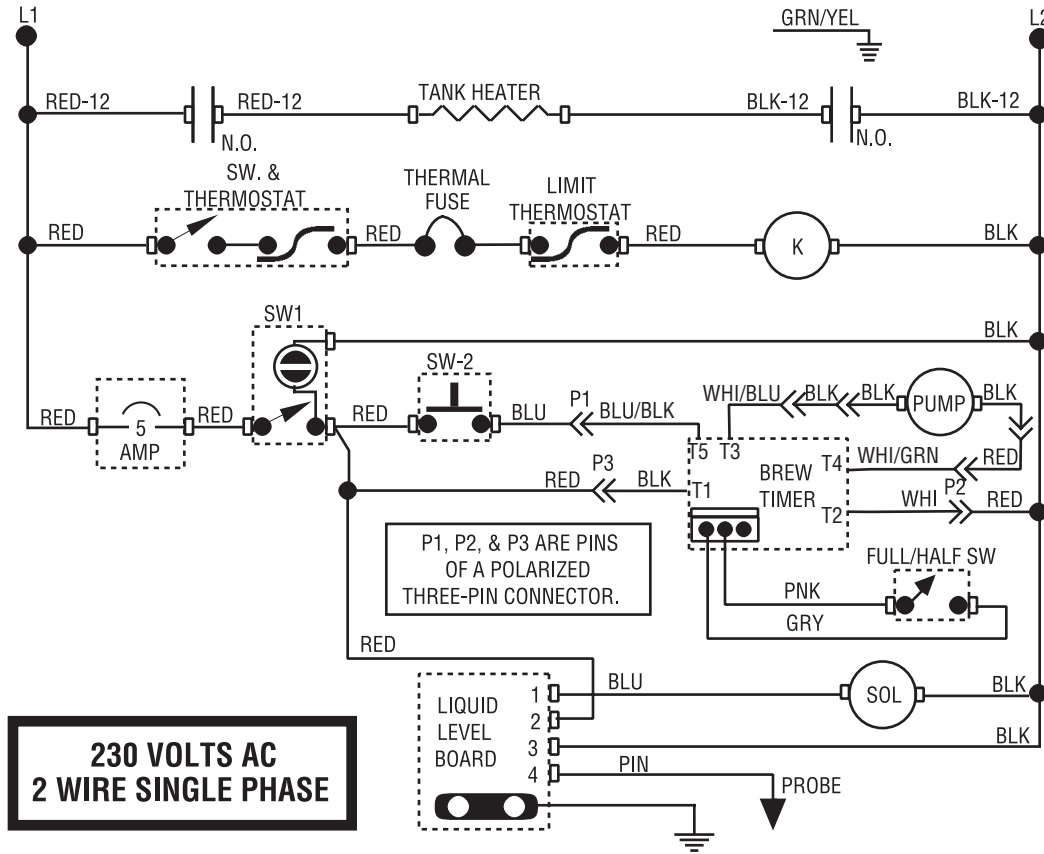 L1
GRN/YEL
L2
RED-12
RED-12
TANK HEATER
BLK-12
BLK-12
N.O.
N.O.
SW. &
THERMOSTAT
THERMAL
FUSE
LIMIT
THERMOSTAT
RED
RED
RED
K
BLK
SW1
BLK
SW-2
RED
5
AMP
RED
RED
BLU
P1
BLU/BLK
WHI/BLU
BLK
BLK
PUMP
BLK
T5
T3
T4
WHI/GRN
RED
RED
P3
BLK
T1
BREW
TIMER
T2
WHI
P2
RED
P1, P2, & P3 ARE PINS
OF A POLARIZED
THREE-PIN CONNECTOR.
FULL/HALF SW
PNK
GRY
RED
LIQUID
LEVEL
BOARD
1
2
3
4
BLU
SOL
BLK
BLK
PIN
PROBE
230 VOLTS AC
2 WIRE SINGLE PHASE